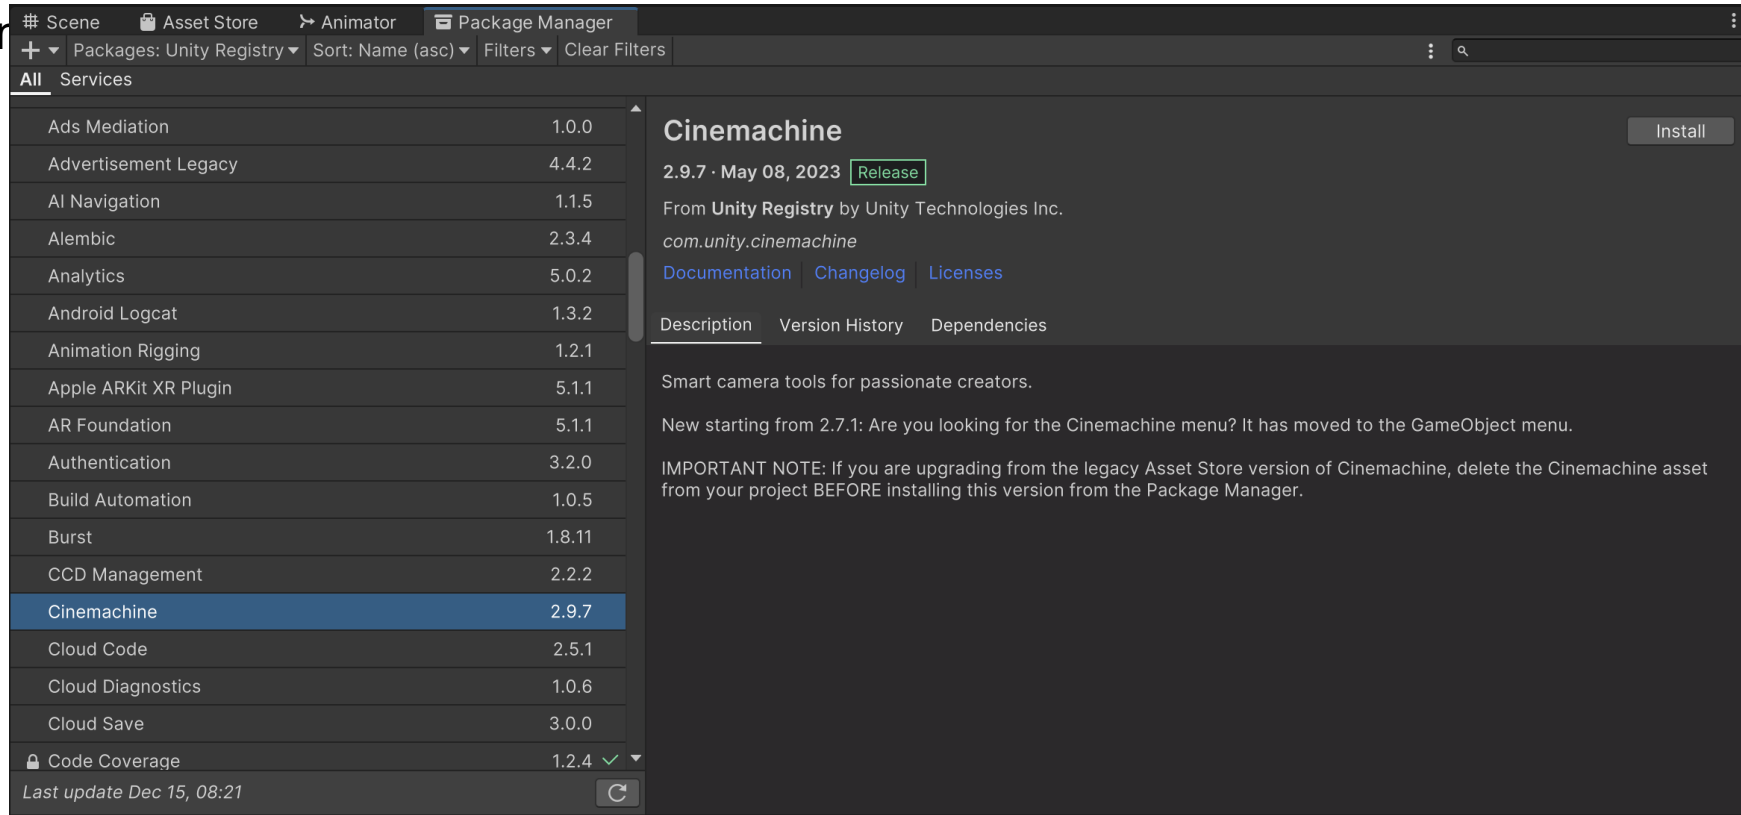 Scene Asset Store Animator Package Manager
Packages: Unity Registry Sort: Name (asc) Filters Clear Filters
All Services
Ads Mediation 1.0.0
Advertisement Legacy 4.4.2
AI Navigation 1.1.5
Alembic 2.3.4
Analytics 5.0.2
Android Logcat 1.3.2
Animation Rigging 1.2.1
Apple ARKit XR Plugin 5.1.1
AR Foundation 5.1.1
Authentication 3.2.0
Build Automation 1.0.5
Burst 1.8.11
CCD Management 2.2.2
Cinemachine 2.9.7
Cloud Code 2.5.1
Cloud Diagnostics 1.0.6
Cloud Save 3.0.0
Code Coverage 1.2.4
Last update Dec 15, 08:21
Cinemachine
Install
2.9.7 · May 08, 2023 Release
From Unity Registry by Unity Technologies Inc.
com.unity.cinemachine
Documentation Changelog Licenses
Description Version History Dependencies
Smart camera tools for passionate creators.
New starting from 2.7.1: Are you looking for the Cinemachine menu? It has moved to the GameObject menu.
IMPORTANT NOTE: If you are upgrading from the legacy Asset Store version of Cinemachine, delete the Cinemachine asset
from your project BEFORE installing this version from the Package Manager.